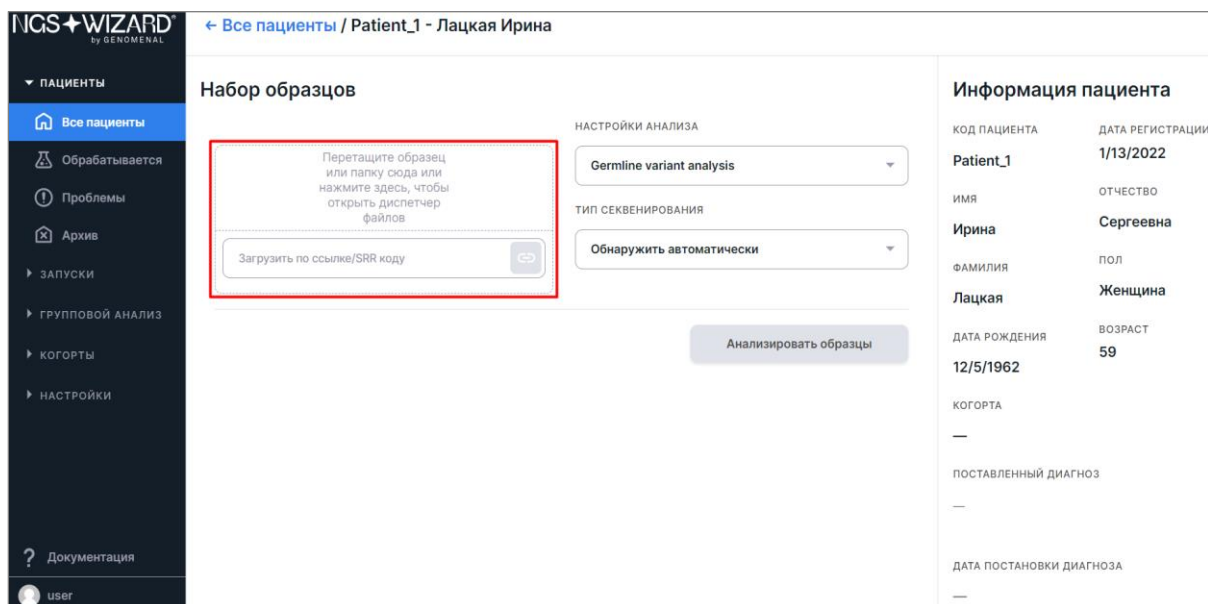 NGS WIZARD®
by GENOMENAL
← Все пациенты / Patient_1 - Лацкая Ирина
ПАЦИЕНТЫ
Все пациенты
Обрабатывается
Проблемы
Архив
ЗАПУСКИ
ГРУППОВОЙ АНАЛИЗ
КОГОРТЫ
НАСТРОЙКИ
? Документация
user
Набор образцов
Перетащите образец
или папку сюда или
нажмите здесь, чтобы
открыть диспетчер
файлов
Загрузить по ссылке/SRR коду
НАСТРОЙКИ АНАЛИЗА
Germline variant analysis
ТИП СЕКВЕНИРОВАНИЯ
Обнаружить автоматически
Анализировать образцы
Информация пациента
КОД ПАЦИЕНТА
Patient_1
ДАТА РЕГИСТРАЦИИ
1/13/2022
ИМЯ
Ирина
ОТЧЕСТВО
Сергеевна
ФАМИЛИЯ
Лацкая
ПОЛ
Женщина
ДАТА РОЖДЕНИЯ
12/5/1962
ВОЗРАСТ
59
КОГОРТА
—
ПОСТАВЛЕННЫЙ ДИАГНОЗ
—
ДАТА ПОСТАНОВКИ ДИАГНОЗА
—